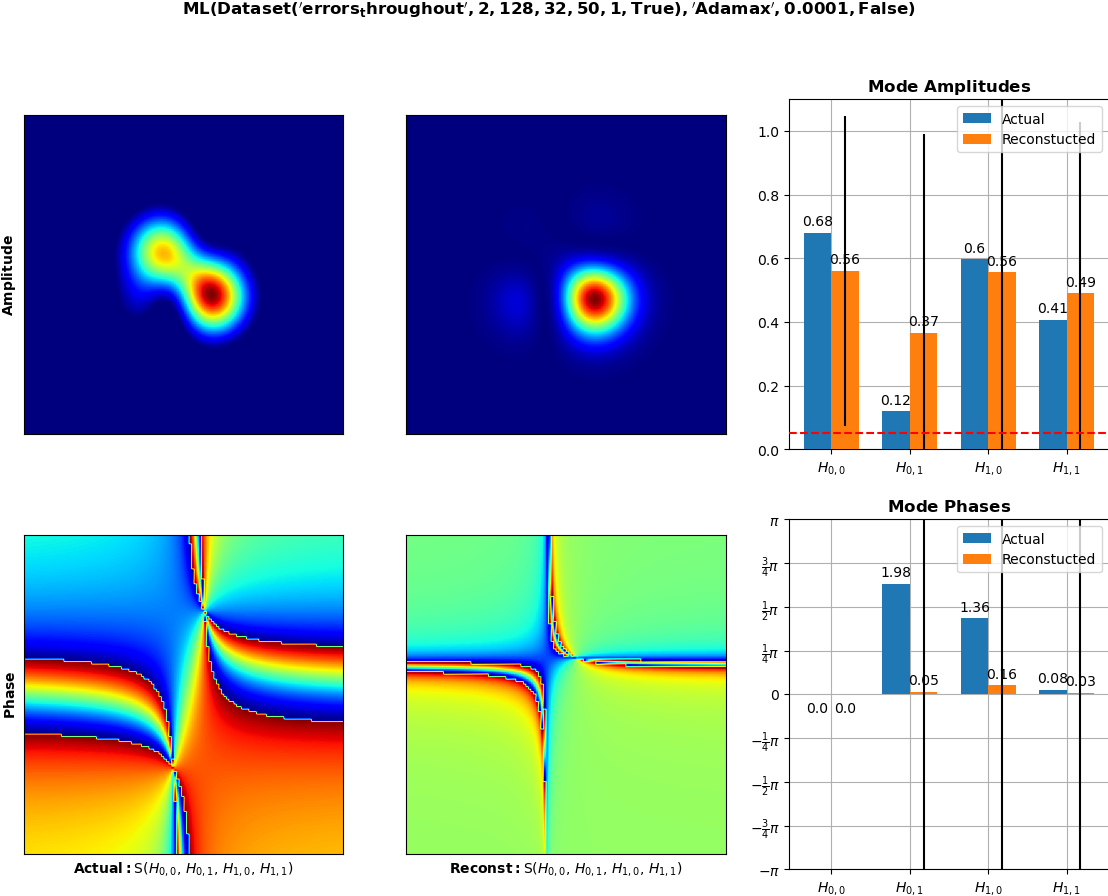 ML(Dataset('errors_throughout', 2, 128, 32, 50, 1, True), 'Adamax', 0.0001, False)
Amplitude
Mode Amplitudes
Actual
Reconstucted
1.0
0.8
0.6
0.4
0.2
0.0
0.68
0.56
0.12
0.37
0.6
0.56
0.41
0.49
H0,0
H0,1
H1,0
H1,1
Phase
Actual: S(H0,0, H0,1, H1,0, H1,1)
Reconst: S(H0,0, H0,1, H1,0, H1,1)
Mode Phases
Actual
Reconstucted
π
3/4π
1/2π
1/4π
0
−1/4π
−1/2π
−3/4π
−π
0.0
0.0
1.98
0.05
1.36
0.16
0.08
0.03
H0,0
H0,1
H1,0
H1,1